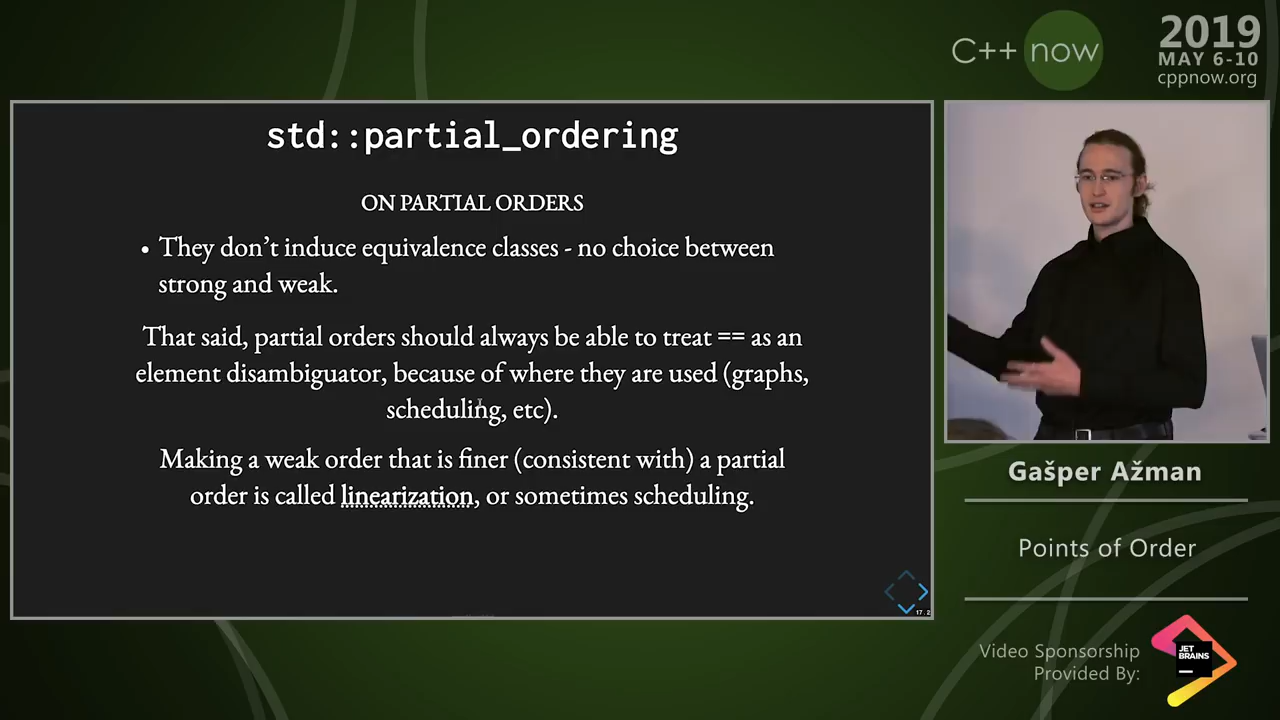 C++ now
2019
MAY 6-10
cppnow.org
std::partial_ordering
ON PARTIAL ORDERS
• They don't induce equivalence classes - no choice between
strong and weak.
That said, partial orders should always be able to treat == as an
element disambiguator, because of where they are used (graphs,
scheduling, etc).
Making a weak order that is finer (consistent with) a partial
order is called linearization, or sometimes scheduling.
17.2
Gašper Ažman
Points of Order
Video Sponsorship
Provided By:
JET
BRAINS